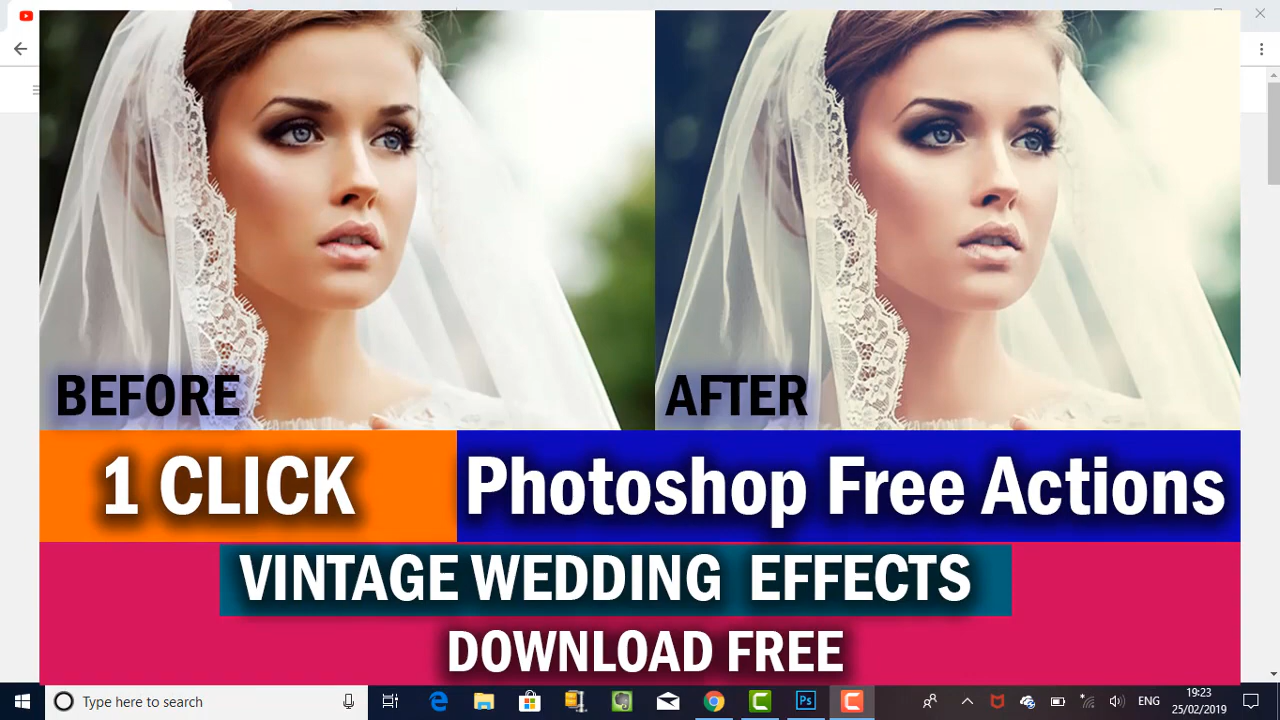 BEFORE
AFTER
1 CLICK
Photoshop Free Actions
VINTAGE WEDDING EFFECTS
DOWNLOAD FREE
Type here to search
Ps
ENG
19:23
25/02/2019